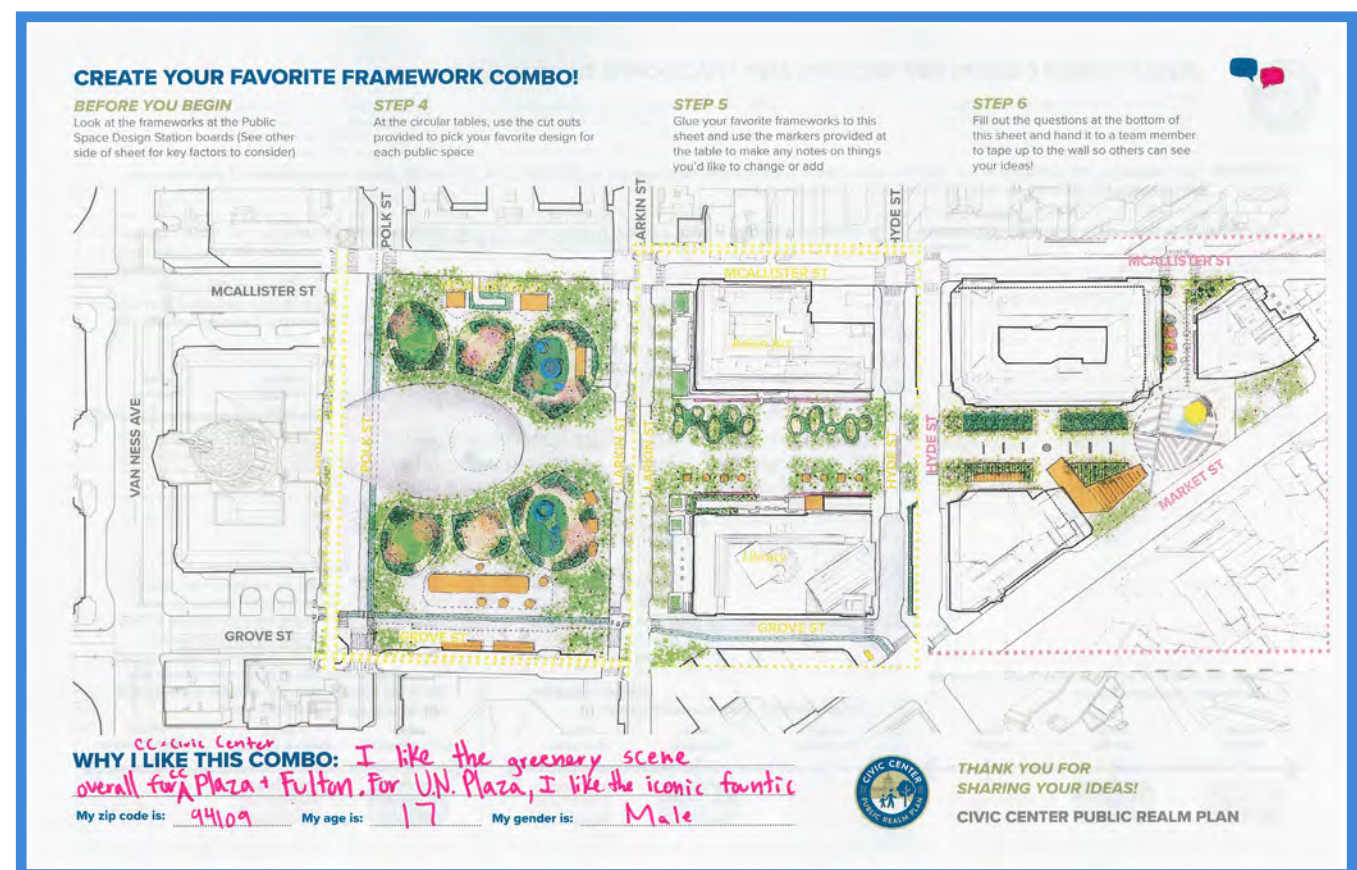 CREATE YOUR FAVORITE FRAMEWORK COMBO!
BEFORE YOU BEGIN
Look at the frameworks at the Public
Space Design Station boards (See other
side of sheet for key factors to consider)
STEP 4
At the circular tables, use the cut outs
provided to pick your favorite design for
each public space
STEP 5
Glue your favorite frameworks to this
sheet and use the markers provided at
the table to make any notes on things
you'd like to change or add
STEP 6
Fill out the questions at the bottom of
this sheet and hand it to a team member
to tape up to the wall so others can see
your ideas!
POLK ST
LARKIN ST
HYDE ST
MCALLISTER ST
MCALLISTER ST
MCALLISTER ST
MCALLISTER ST
Asian Art
VAN NESS AVE
POLK ST
LARKIN ST
LARKIN ST
HYDE ST
HYDE ST
MARKET ST
Library
GROVE ST
GROVE ST
GROVE ST
CC = Civic Center
WHY I LIKE THIS COMBO: I like the greenery scene
overall for CC Plaza + Fulton. For U.N. Plaza, I like the iconic fountic
My zip code is: 94109 My age is: 17 My gender is: Male
CIVIC CENTER
PUBLIC REALM PLAN
THANK YOU FOR
SHARING YOUR IDEAS!
CIVIC CENTER PUBLIC REALM PLAN